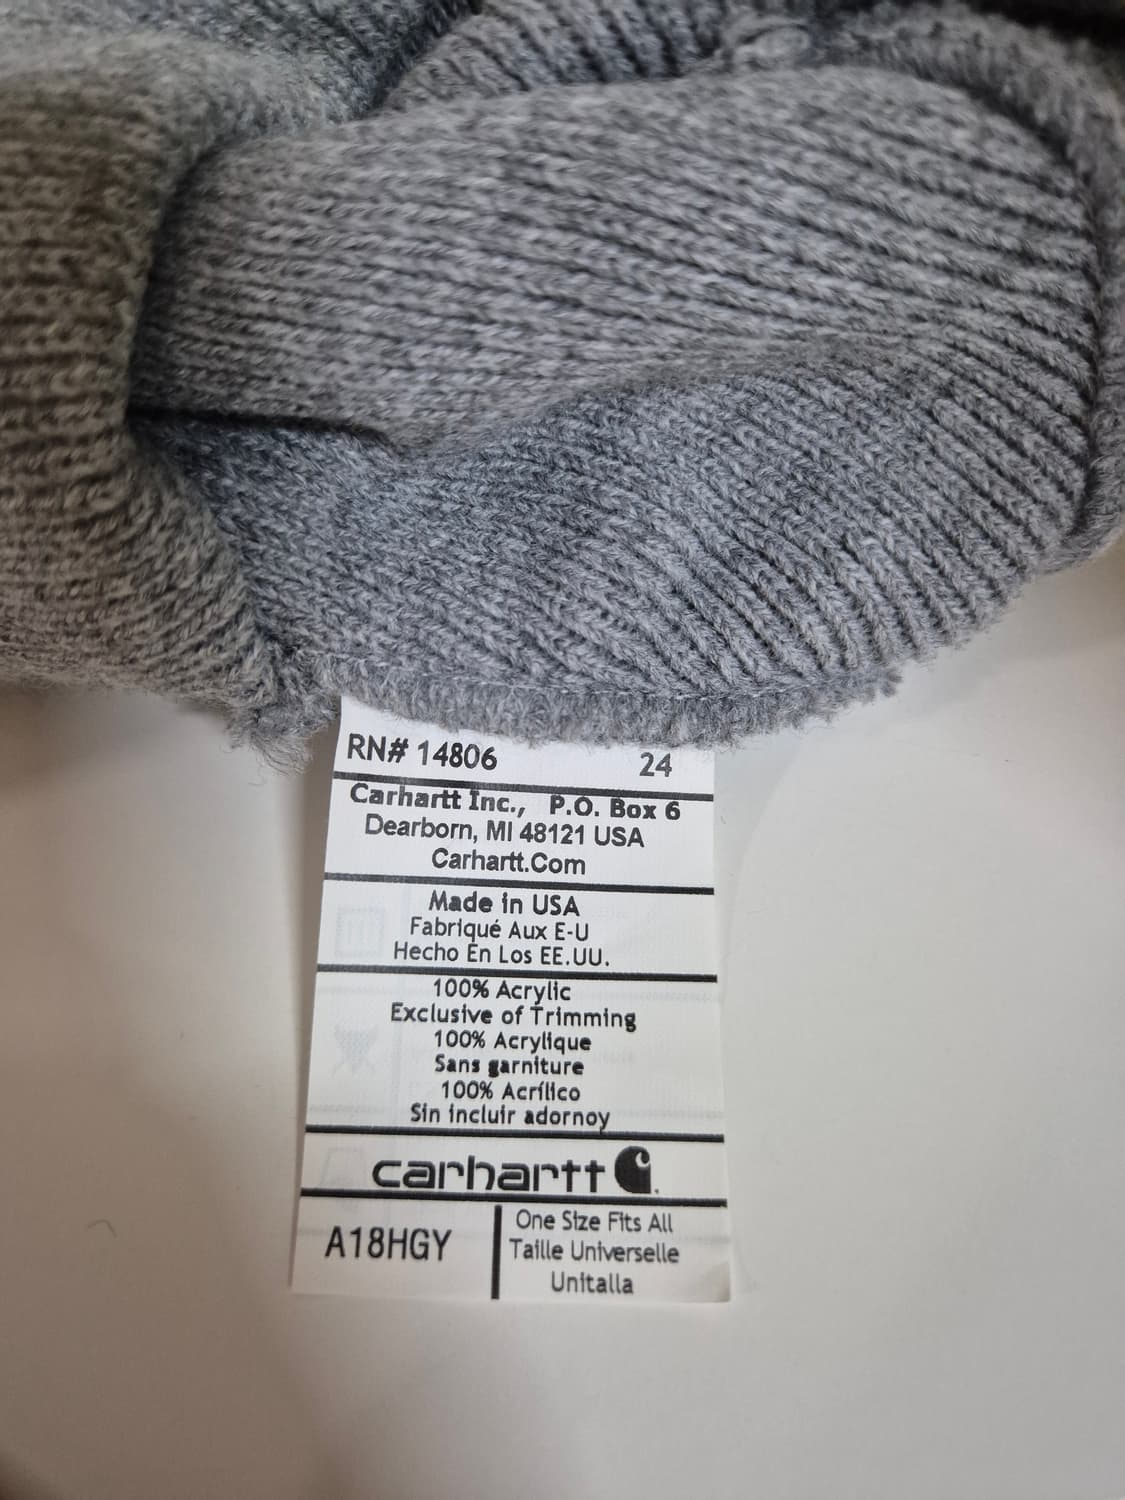 RN# 14806 24
Carhartt Inc., P.O. Box 6
Dearborn, MI 48121 USA
Carhartt.Com
Made in USA
Fabriqué Aux E-U
Hecho En Los EE.UU.
100% Acrylic
Exclusive of Trimming
100% Acrylique
Sans garniture
100% Acrílico
Sin incluir adornoy
carhartt
A18HGY
One Size Fits All
Taille Universelle
Unitalla